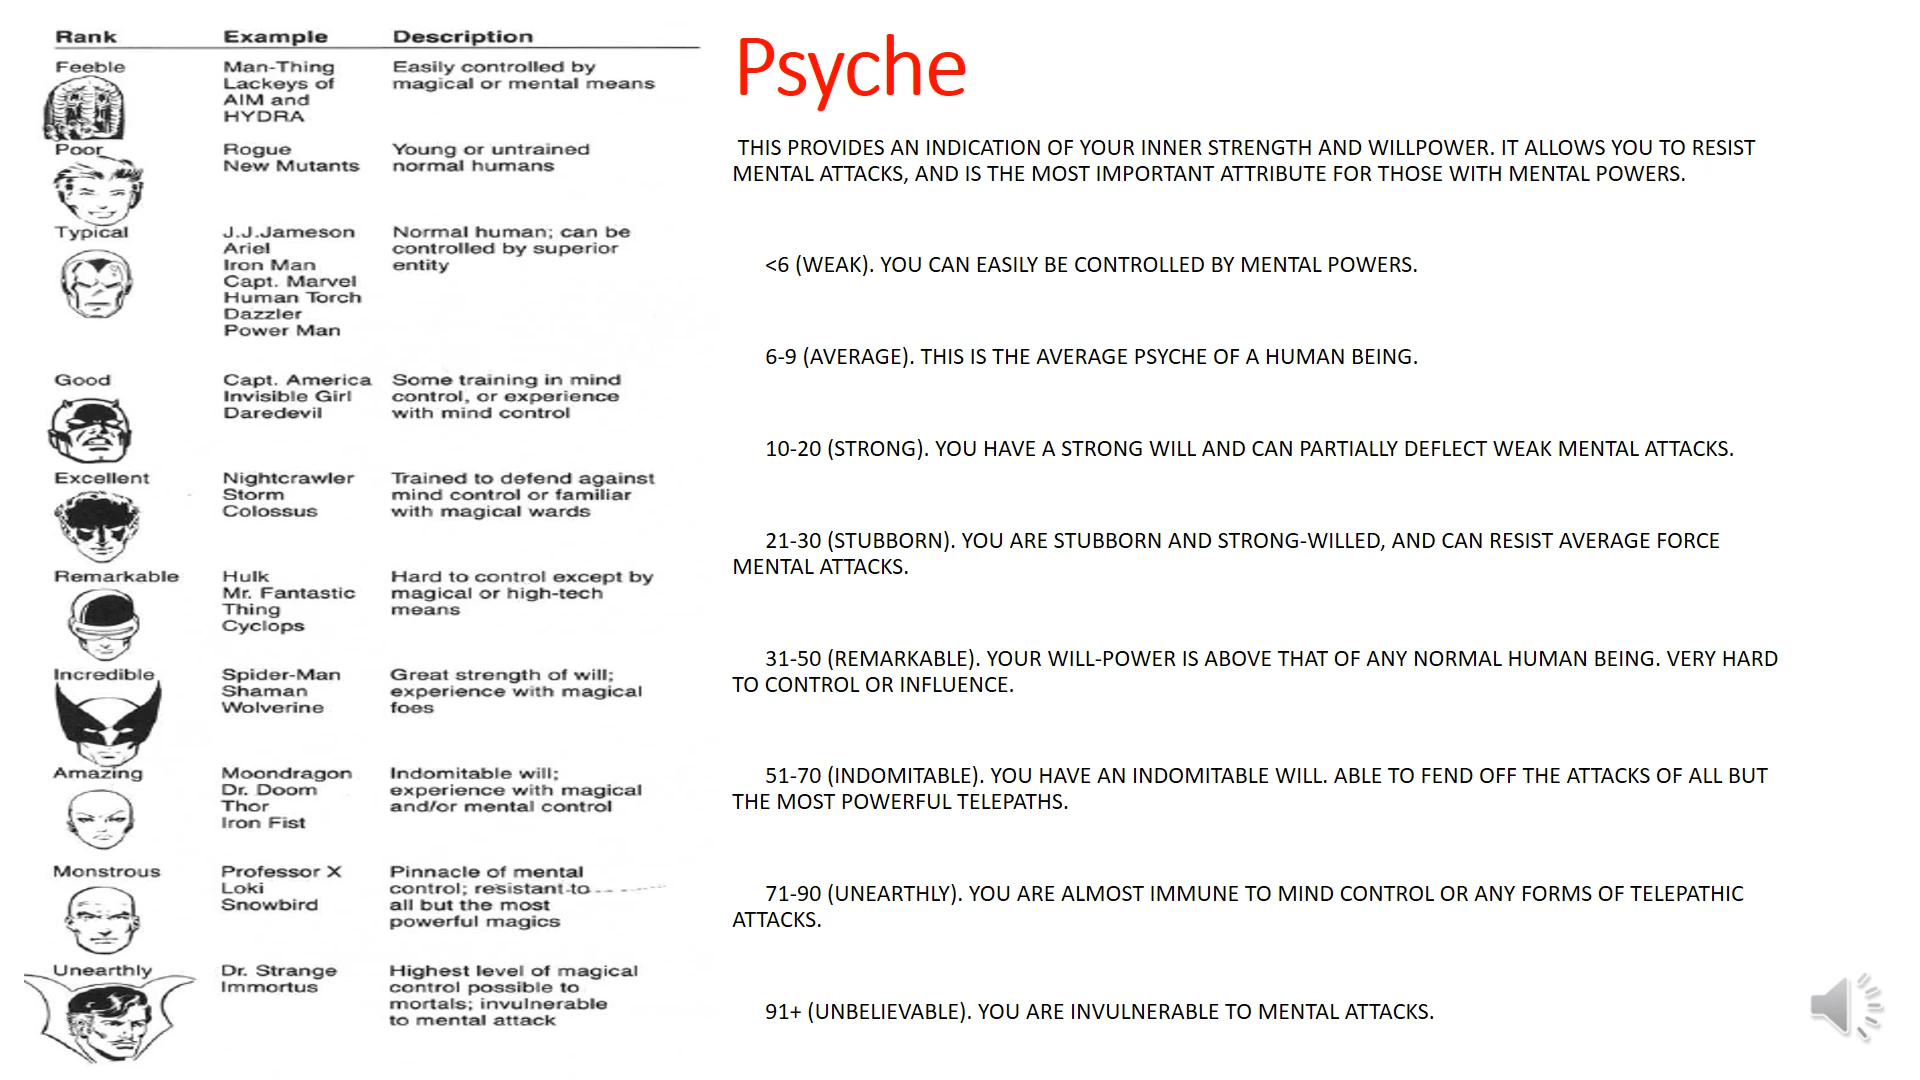 Rank Example Description
Feeble Man-Thing Easily controlled by
Lackeys of magical or mental means
AIM and
HYDRA
Poor Rogue Young or untrained
New Mutants normal humans
Typical J.J.Jameson Normal human; can be
Ariel controlled by superior
Iron Man entity
Capt. Marvel
Human Torch
Dazzler
Power Man
Good Capt. America Some training in mind
Invisible Girl control, or experience
Daredevil with mind control
Excellent Nightcrawler Trained to defend against
Storm mind control or familiar
Colossus with magical wards
Remarkable Hulk Hard to control except by
Mr. Fantastic magical or high-tech
Thing means
Cyclops
Incredible Spider-Man Great strength of will;
Shaman experience with magical
Wolverine foes
Amazing Moondragon Indomitable will;
Dr. Doom experience with magical
Thor and/or mental control
Iron Fist
Monstrous Professor X Pinnacle of mental
Loki control; resistant to
Snowbird all but the most
powerful magics
Unearthly Dr. Strange Highest level of magical
Immortus control possible to
mortals; invulnerable
to mental attack
Psyche
THIS PROVIDES AN INDICATION OF YOUR INNER STRENGTH AND WILLPOWER. IT ALLOWS YOU TO RESIST
MENTAL ATTACKS, AND IS THE MOST IMPORTANT ATTRIBUTE FOR THOSE WITH MENTAL POWERS.
<6 (WEAK). YOU CAN EASILY BE CONTROLLED BY MENTAL POWERS.
6-9 (AVERAGE). THIS IS THE AVERAGE PSYCHE OF A HUMAN BEING.
10-20 (STRONG). YOU HAVE A STRONG WILL AND CAN PARTIALLY DEFLECT WEAK MENTAL ATTACKS.
21-30 (STUBBORN). YOU ARE STUBBORN AND STRONG-WILLED, AND CAN RESIST AVERAGE FORCE
MENTAL ATTACKS.
31-50 (REMARKABLE). YOUR WILL-POWER IS ABOVE THAT OF ANY NORMAL HUMAN BEING. VERY HARD
TO CONTROL OR INFLUENCE.
51-70 (INDOMITABLE). YOU HAVE AN INDOMITABLE WILL. ABLE TO FEND OFF THE ATTACKS OF ALL BUT
THE MOST POWERFUL TELEPATHS.
71-90 (UNEARTHLY). YOU ARE ALMOST IMMUNE TO MIND CONTROL OR ANY FORMS OF TELEPATHIC
ATTACKS.
91+ (UNBELIEVABLE). YOU ARE INVULNERABLE TO MENTAL ATTACKS.